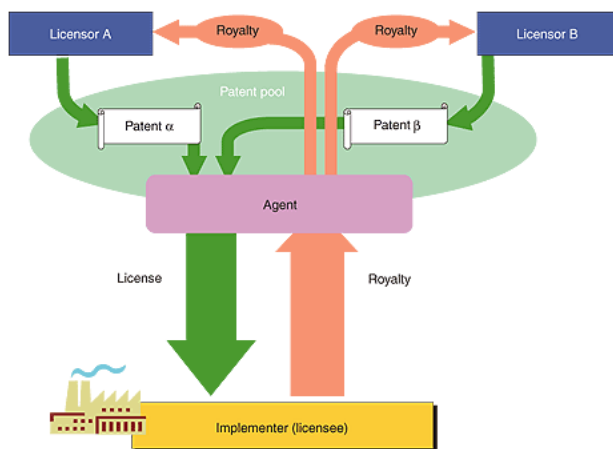 Licensor A
Royalty
Royalty
Licensor B
Patent pool
Patent α
Patent β
Agent
License
Royalty
Implementer (licensee)